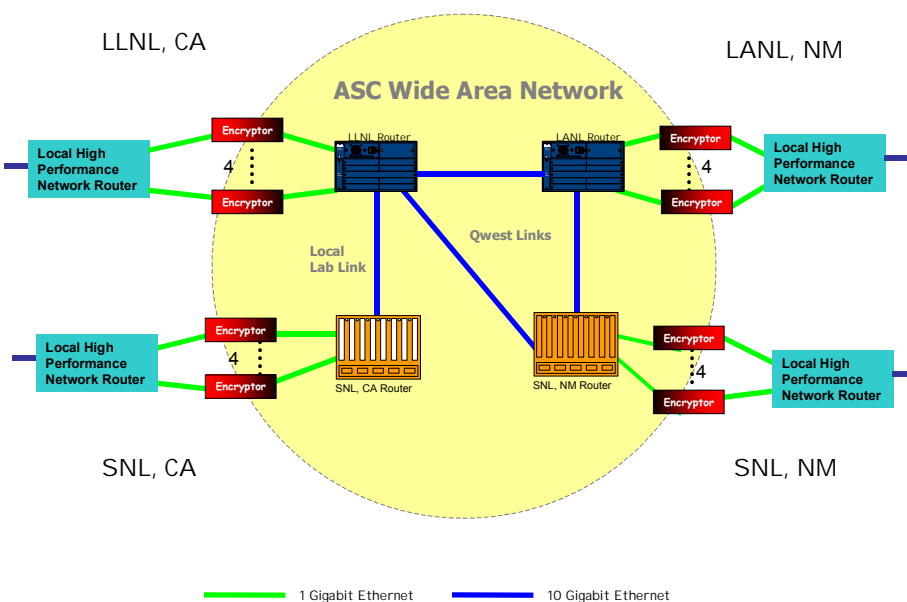 LLNL, CA
LANL, NM
ASC Wide Area Network
Encryptor
LLNL Router
LANL Router
Encryptor
Local High
Performance
Network Router
4
4
Local High
Performance
Network Router
Encryptor
Encryptor
Local
Lab Link
Qwest Links
Local High
Performance
Network Router
Encryptor
4
Encryptor
SNL, CA Router
SNL, NM Router
Encryptor
4
Encryptor
Local High
Performance
Network Router
SNL, CA
SNL, NM
1 Gigabit Ethernet
10 Gigabit Ethernet